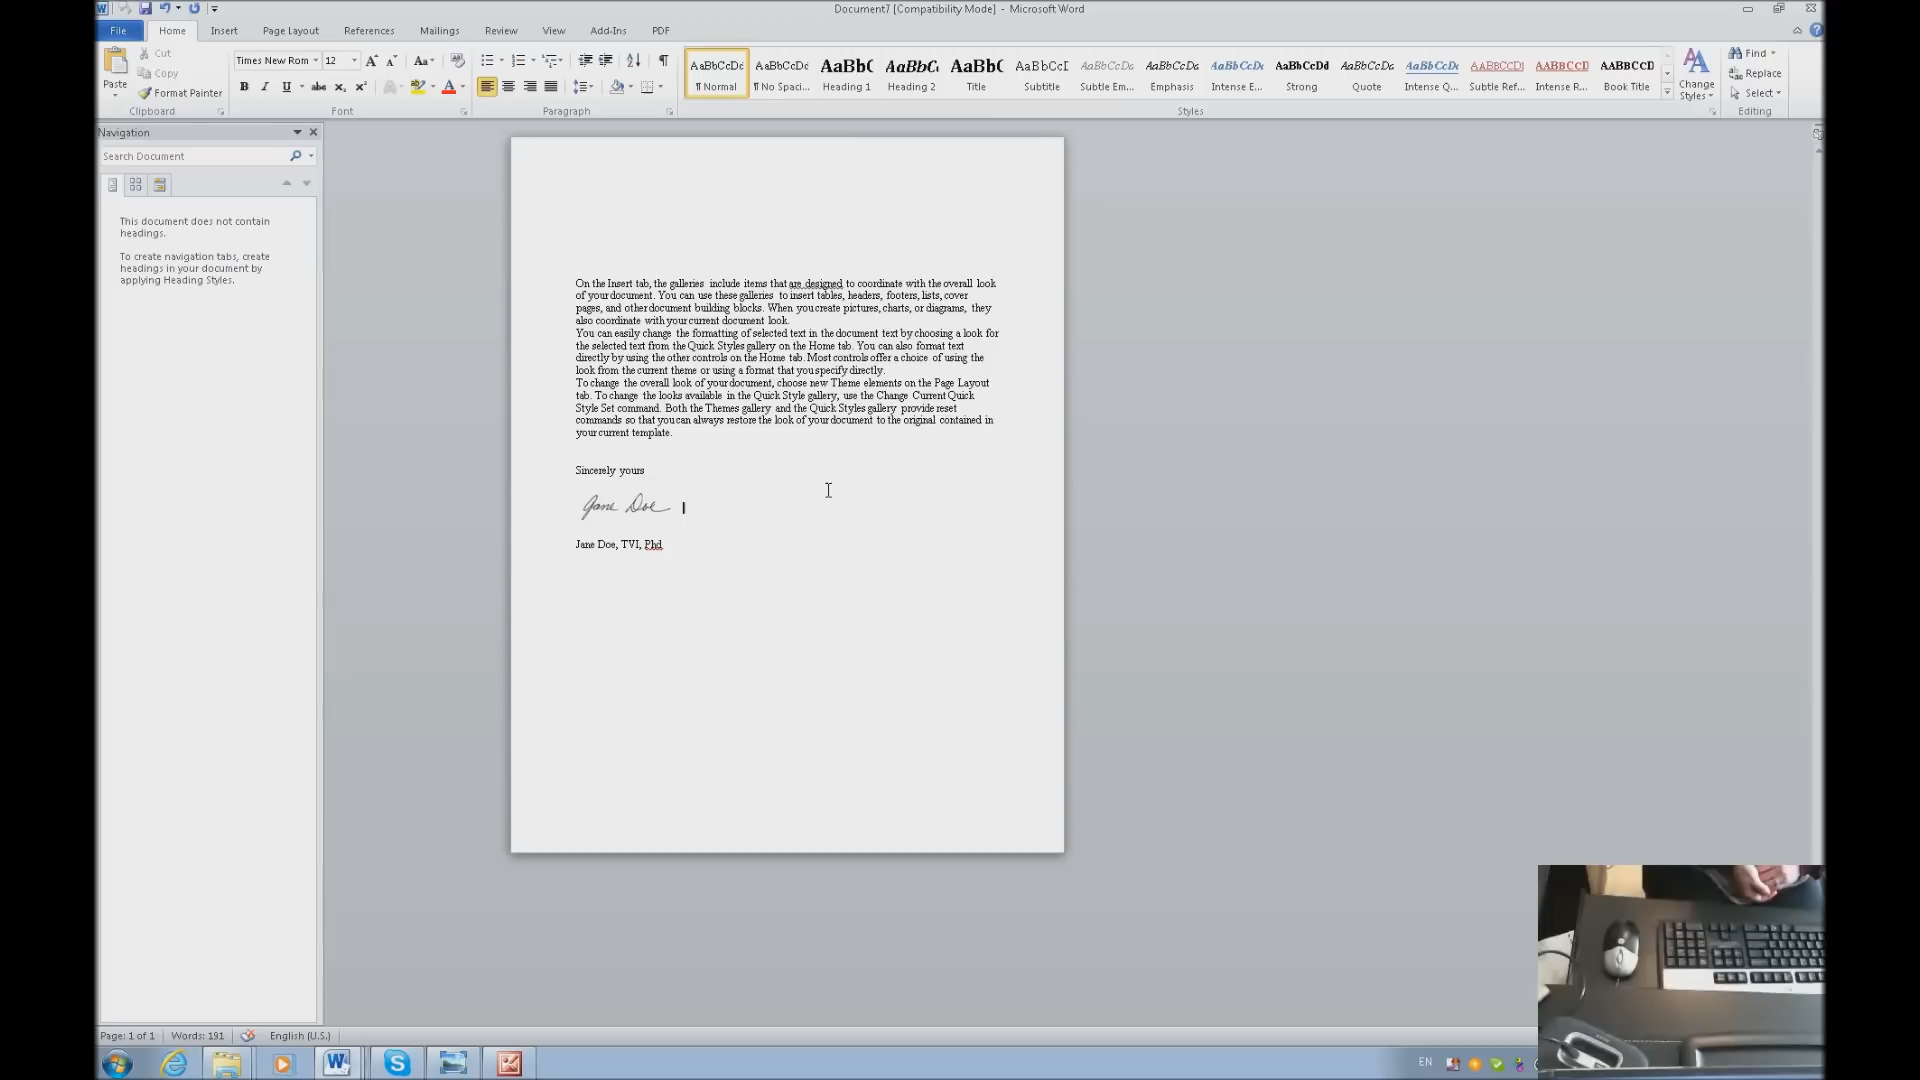 Document7 [Compatibility Mode] - Microsoft Word
File Home Insert Page Layout References Mailings Review View Add-Ins PDF
Paste
Cut
Copy
Format Painter
Clipboard
Times New Rom 12
Font
Paragraph
AaBbCcDc AaBbCcDc AaBbC AaBbC AaBbC AaBbCcI AaBbCcDc AaBbCcDc AaBbCcDc AaBbCcDd AaBbCcDc AaBbCcDc AABBCCDI AABBCCI AABBCCD
¶ Normal ¶ No Spaci... Heading 1 Heading 2 Title Subtitle Subtle Em... Emphasis Intense E... Strong Quote Intense Q... Subtle Ref... Intense R... Book Title
Styles
Change
Styles
Find
Replace
Select
Editing
Navigation
Search Document
This document does not contain
headings.
To create navigation tabs, create
headings in your document by
applying Heading Styles.
On the Insert tab, the galleries include items that are designed to coordinate with the overall look
of your document. You can use these galleries to insert tables, headers, footers, lists, cover
pages, and other document building blocks. When you create pictures, charts, or diagrams, they
also coordinate with your current document look.
You can easily change the formatting of selected text in the document text by choosing a look for
the selected text from the Quick Styles gallery on the Home tab. You can also format text
directly by using the other controls on the Home tab. Most controls offer a choice of using the
look from the current theme or using a format that you specify directly.
To change the overall look of your document, choose new Theme elements on the Page Layout
tab. To change the looks available in the Quick Style gallery, use the Change Current Quick
Style Set command. Both the Themes gallery and the Quick Styles gallery provide reset
commands so that you can always restore the look of your document to the original contained in
your current template.
Sincerely yours
Jane Doe
Jane Doe, TVI, Phd
Page: 1 of 1 Words: 191 English (U.S.)
EN